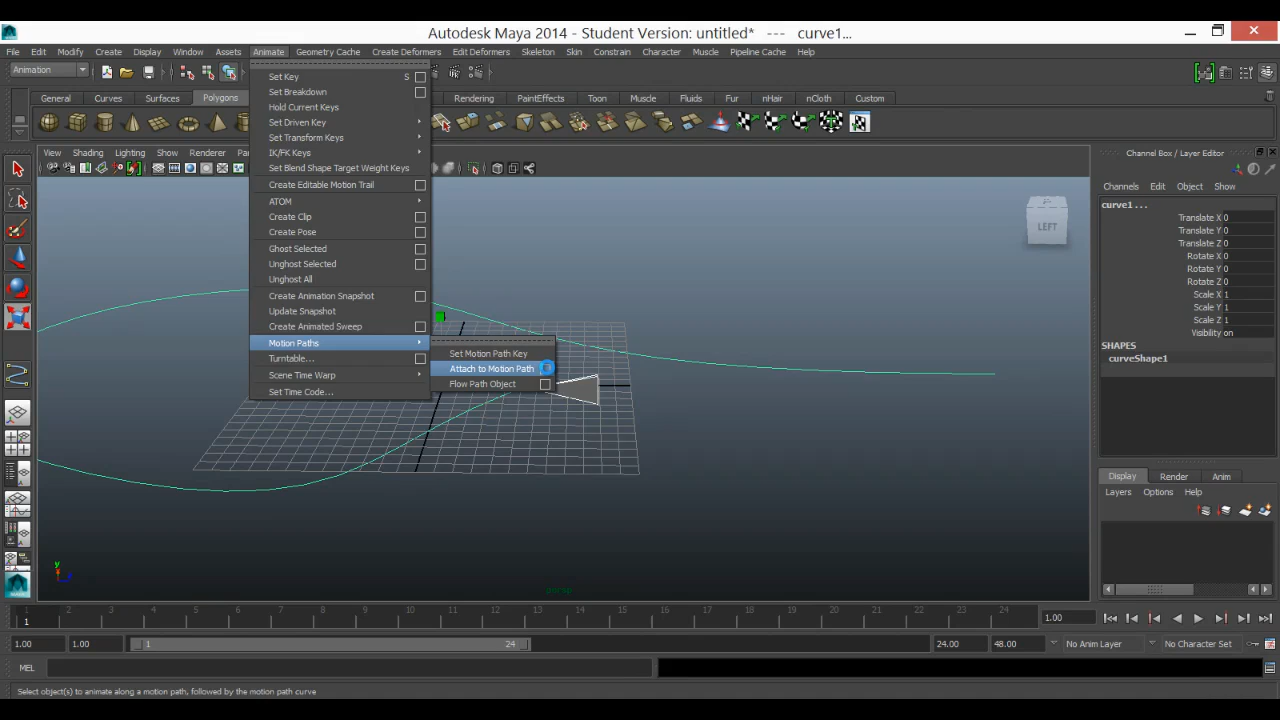 Autodesk Maya 2014 - Student Version: untitled* --- curve1...
File Edit Modify Create Display Window Assets Animate Geometry Cache Create Deformers Edit Deformers Skeleton Skin Constrain Character Muscle Pipeline Cache Help
Animation
General Curves Surfaces Polygons Rendering PaintEffects Toon Muscle Fluids Fur nHair nCloth Custom
View Shading Lighting Show Renderer
Set Key S
Set Breakdown
Hold Current Keys
Set Driven Key
Set Transform Keys
IK/FK Keys
Set Blend Shape Target Weight Keys
Create Editable Motion Trail
ATOM
Create Clip
Create Pose
Ghost Selected
Unghost Selected
Unghost All
Create Animation Snapshot
Update Snapshot
Create Animated Sweep
Motion Paths
Turntable...
Scene Time Warp
Set Time Code...
Set Motion Path Key
Attach to Motion Path
Flow Path Object
LEFT
y
persp
Channel Box / Layer Editor
Channels Edit Object Show
curve1 ...
Translate X 0
Translate Y 0
Translate Z 0
Rotate X 0
Rotate Y 0
Rotate Z 0
Scale X 1
Scale Y 1
Scale Z 1
Visibility on
SHAPES
curveShape1
Display Render Anim
Layers Options Help
1 2 3 4 5 6 7 8 9 10 11 12 13 14 15 16 17 18 19 20 21 22 23 24
1
1.00
1.00 1.00 1 24 24.00 48.00 No Anim Layer No Character Set
MEL
Select object(s) to animate along a motion path, followed by the motion path curve